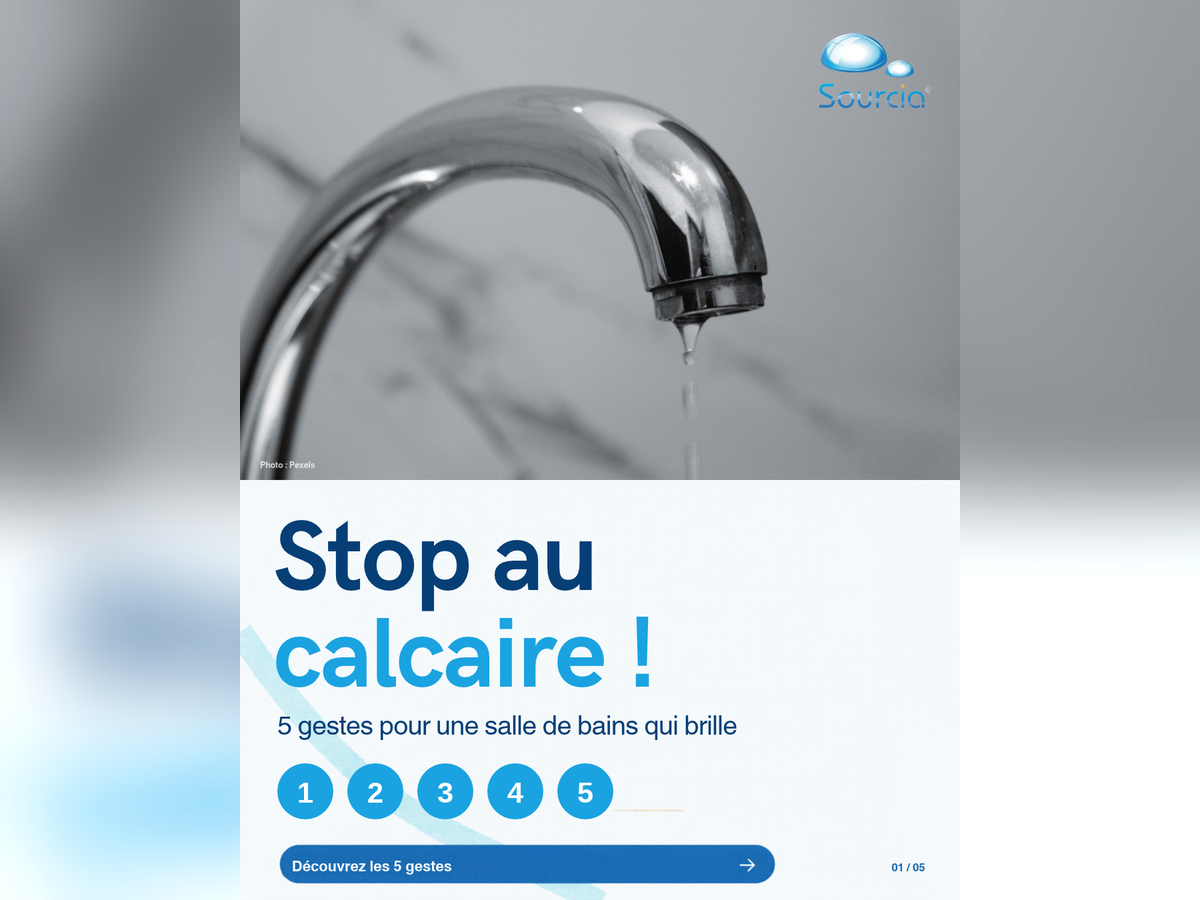 Sourcia
Photo : Pexels
Stop au
calcaire !
5 gestes pour une salle de bains qui brille
1 2 3 4 5
Découvrez les 5 gestes →
01 / 05